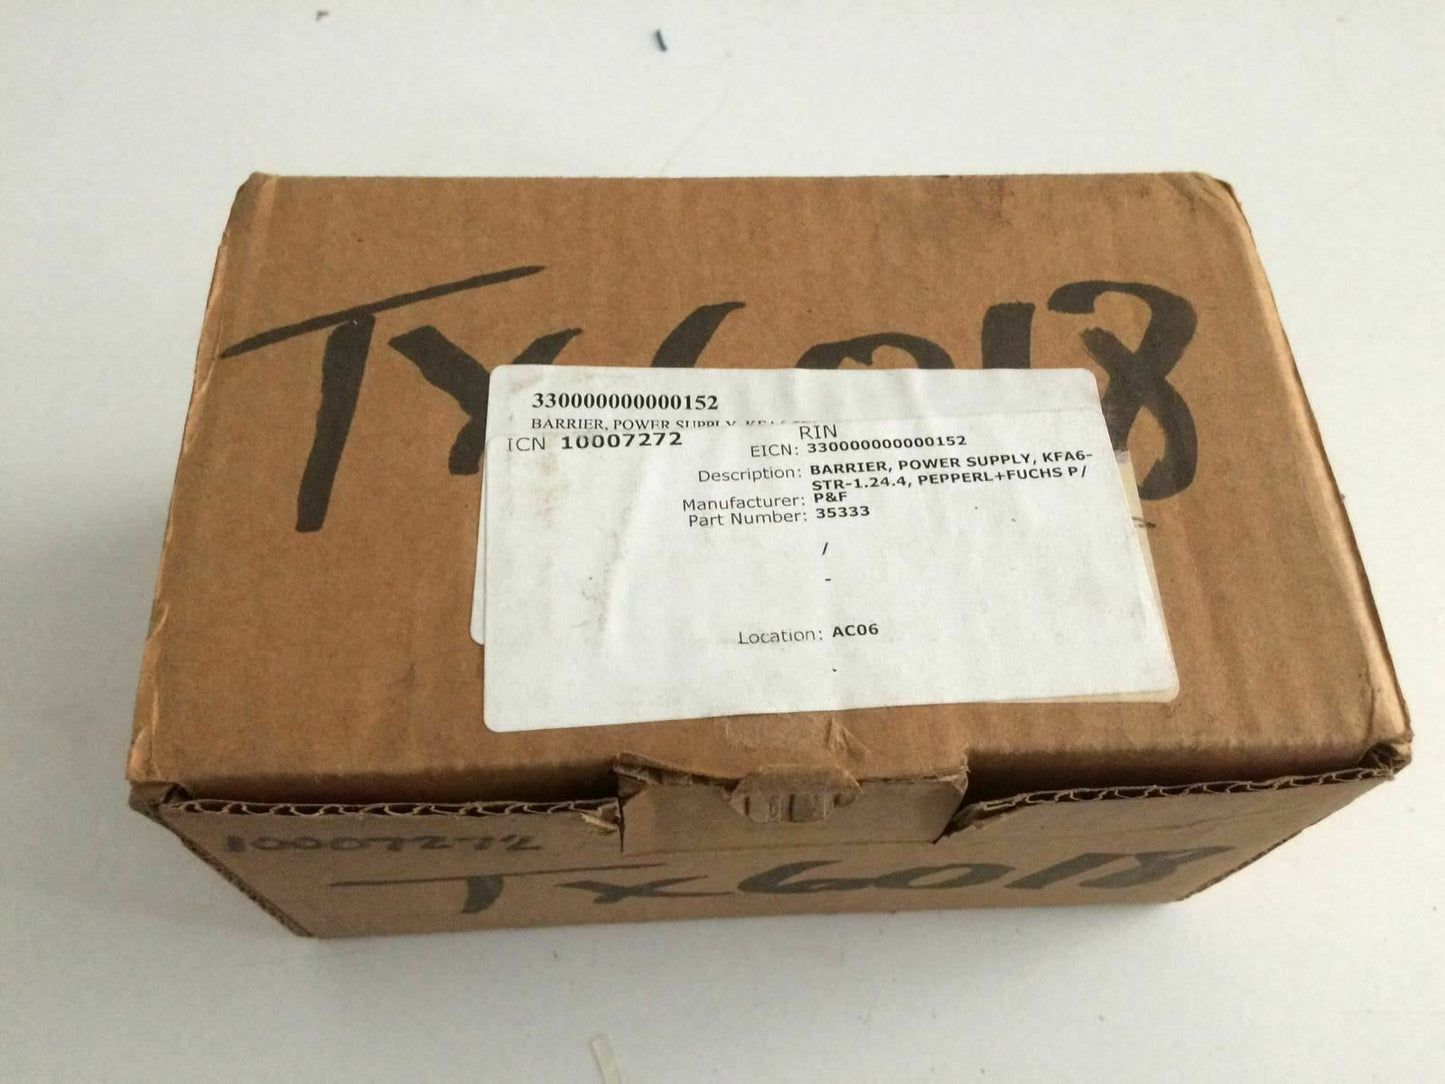 TX6018
330000000000152
BARRIER, POWER SUPPLY, KFA6-
ICN 10007272
RIN
EICN: 330000000000152
Description: BARRIER, POWER SUPPLY, KFA6-
STR-1.24.4, PEPPERL+FUCHS P/
Manufacturer: P&F
Part Number: 35333
/
-
Location: AC06
10007272
TX6018